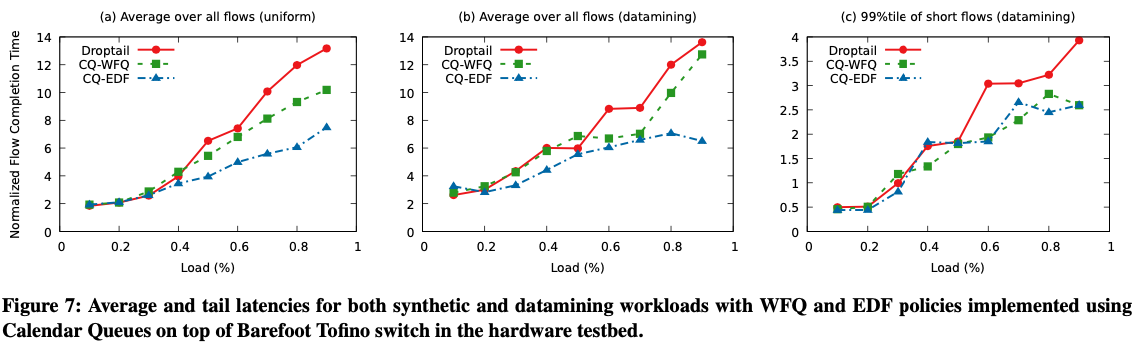 (a) Average over all flows (uniform)
Normalized Flow Completion Time
14
12
10
8
6
4
2
0
Droptail
CQ-WFQ
CQ-EDF
0 0.2 0.4 0.6 0.8 1
Load (%)
(b) Average over all flows (datamining)
14
12
10
8
6
4
2
0
Droptail
CQ-WFQ
CQ-EDF
0 0.2 0.4 0.6 0.8 1
Load (%)
(c) 99%tile of short flows (datamining)
4
3.5
3
2.5
2
1.5
1
0.5
0
Droptail
CQ-WFQ
CQ-EDF
0 0.2 0.4 0.6 0.8 1
Load (%)
Figure 7: Average and tail latencies for both synthetic and datamining workloads with WFQ and EDF policies implemented using
Calendar Queues on top of Barefoot Tofino switch in the hardware testbed.